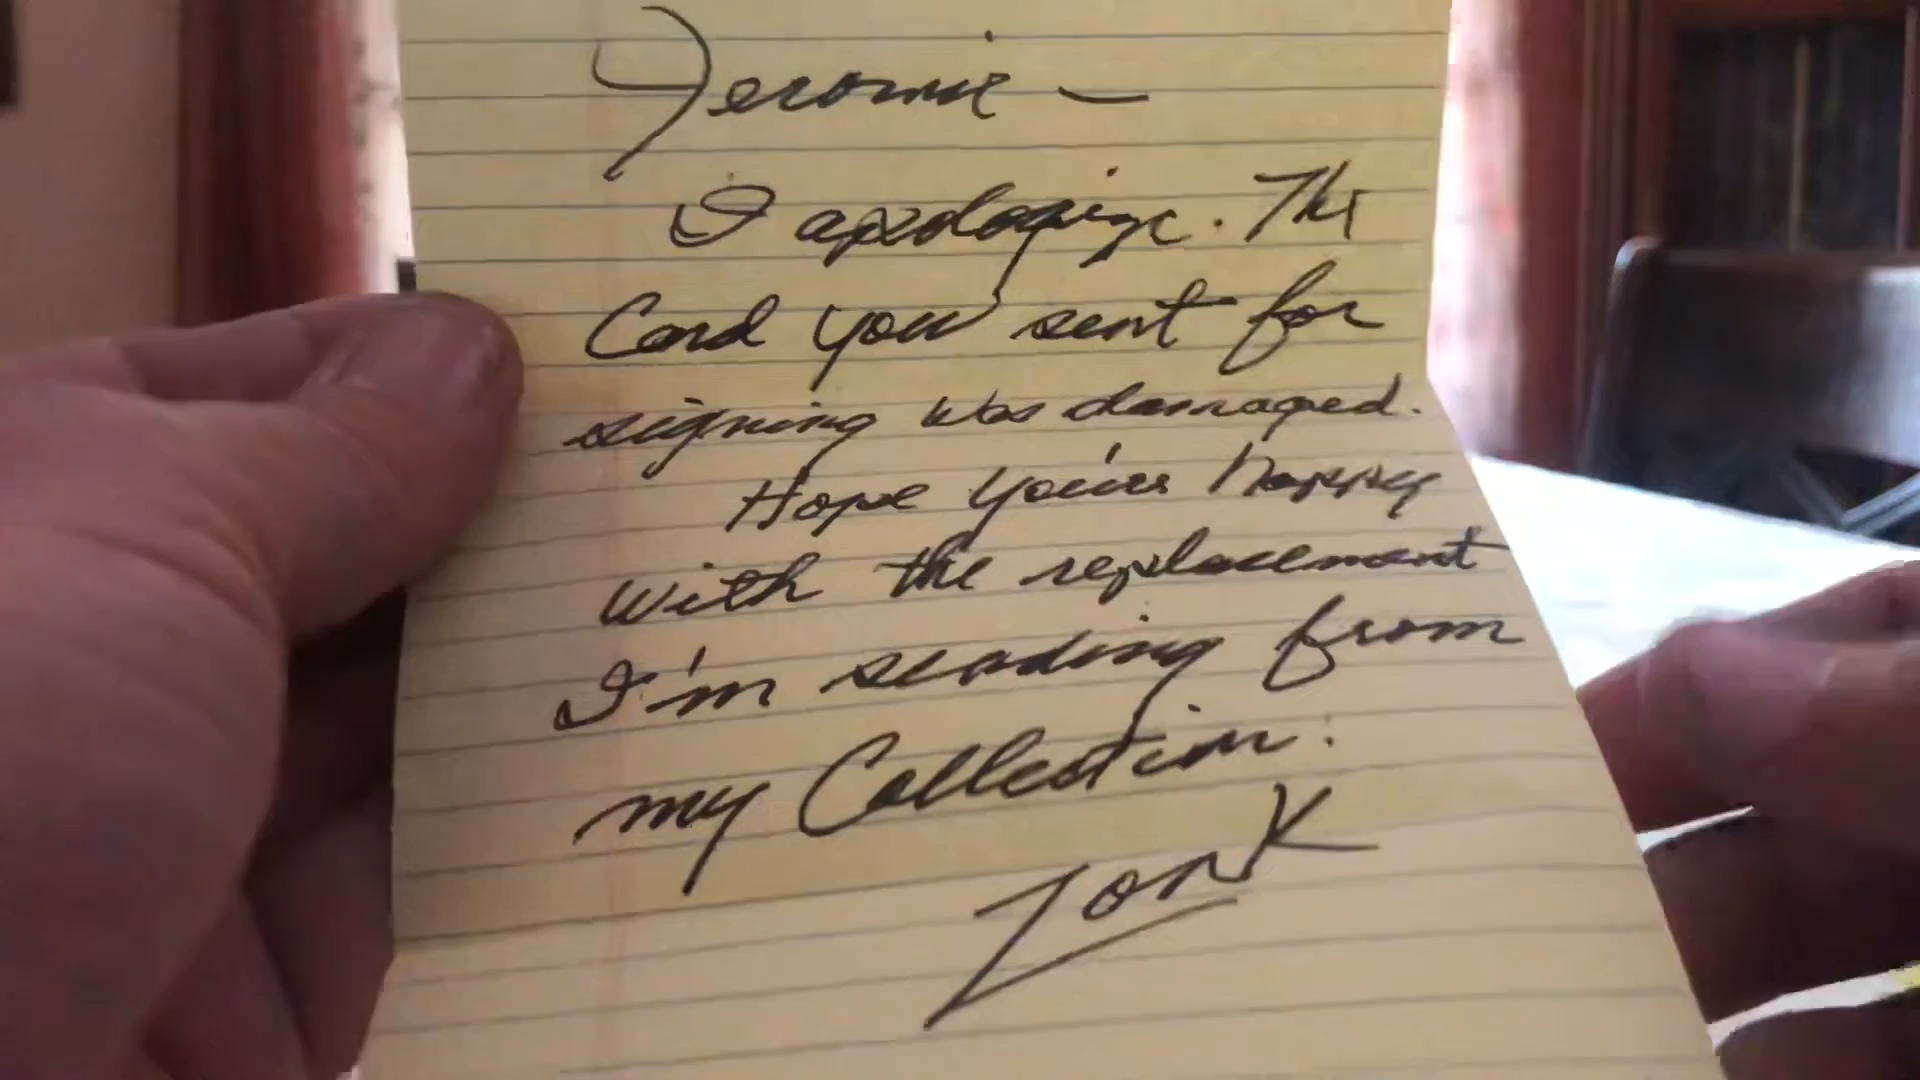 Jerome –
I apologize. The
Card you sent for
signing was damaged.
Hope you're happy
with the replacement
I'm sending from
my Collection.
Zonk